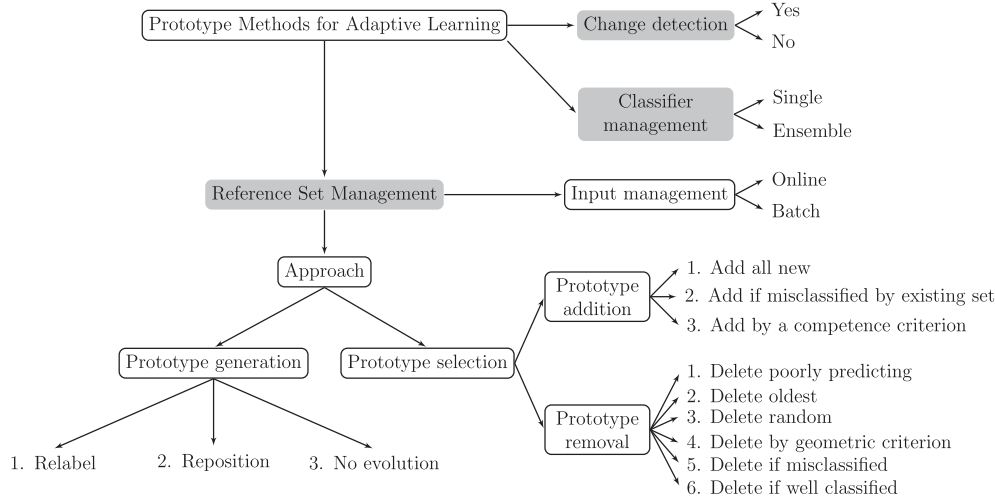 Prototype Methods for Adaptive Learning
Change detection
Yes
No
Classifier
management
Single
Ensemble
Reference Set Management
Input management
Online
Batch
Approach
Prototype generation
Prototype selection
1. Relabel
2. Reposition
3. No evolution
Prototype
addition
1. Add all new
2. Add if misclassified by existing set
3. Add by a competence criterion
Prototype
removal
1. Delete poorly predicting
2. Delete oldest
3. Delete random
4. Delete by geometric criterion
5. Delete if misclassified
6. Delete if well classified